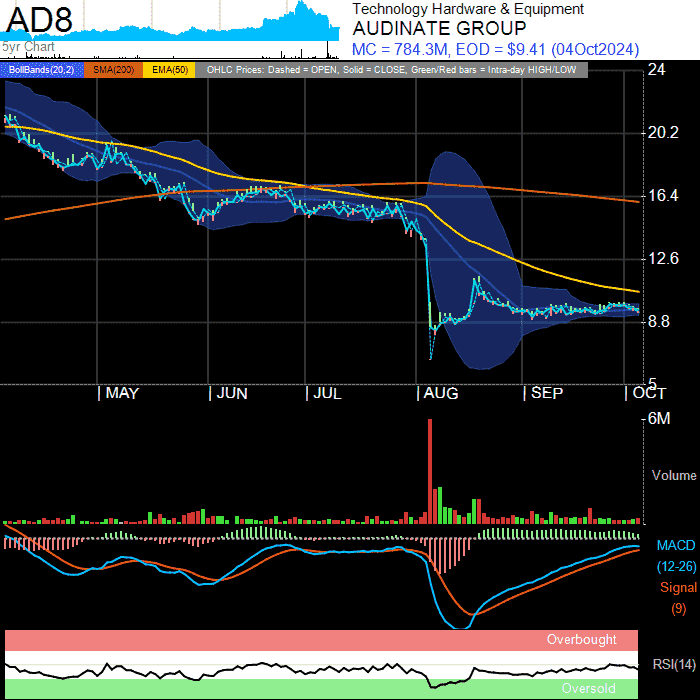 AD8
5yr Chart
Technology Hardware & Equipment
AUDINATE GROUP
MC = 784.3M, EOD = $9.41 (04Oct2024)
BollBands(20,2) SMA(200) EMA(50) OHLC Prices: Dashed = OPEN, Solid = CLOSE, Green/Red bars = Intra-day HIGH/LOW
24
20.2
16.4
12.6
8.8
5
MAY JUN JUL AUG SEP OCT
6M
Volume
MACD
(12-26)
Signal
(9)
Overbought
RSI(14)
Oversold